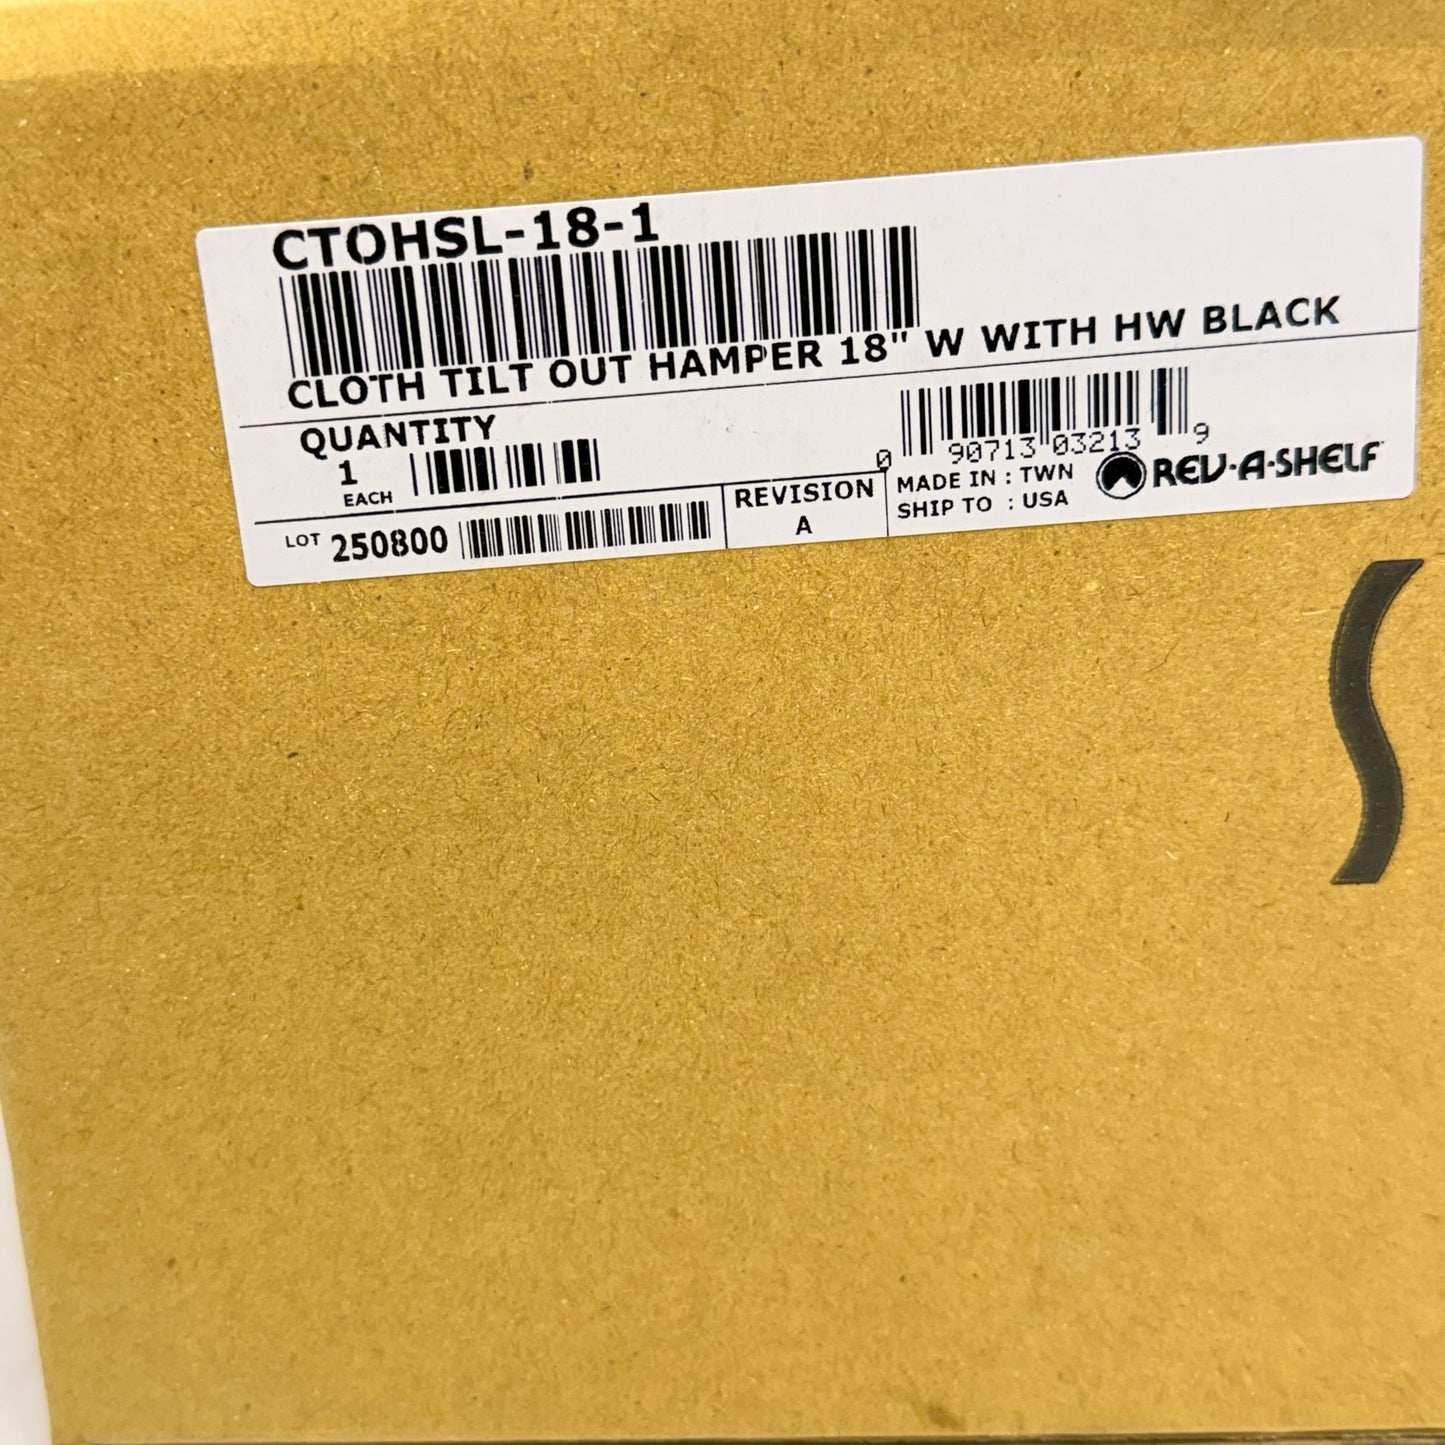 CTOHSL-18-1
CLOTH TILT OUT HAMPER 18" W WITH HW BLACK
QUANTITY
1
EACH
0 90713 03213 9
LOT 250800
REVISION
A
MADE IN : TWN
SHIP TO : USA
REV-A-SHELF